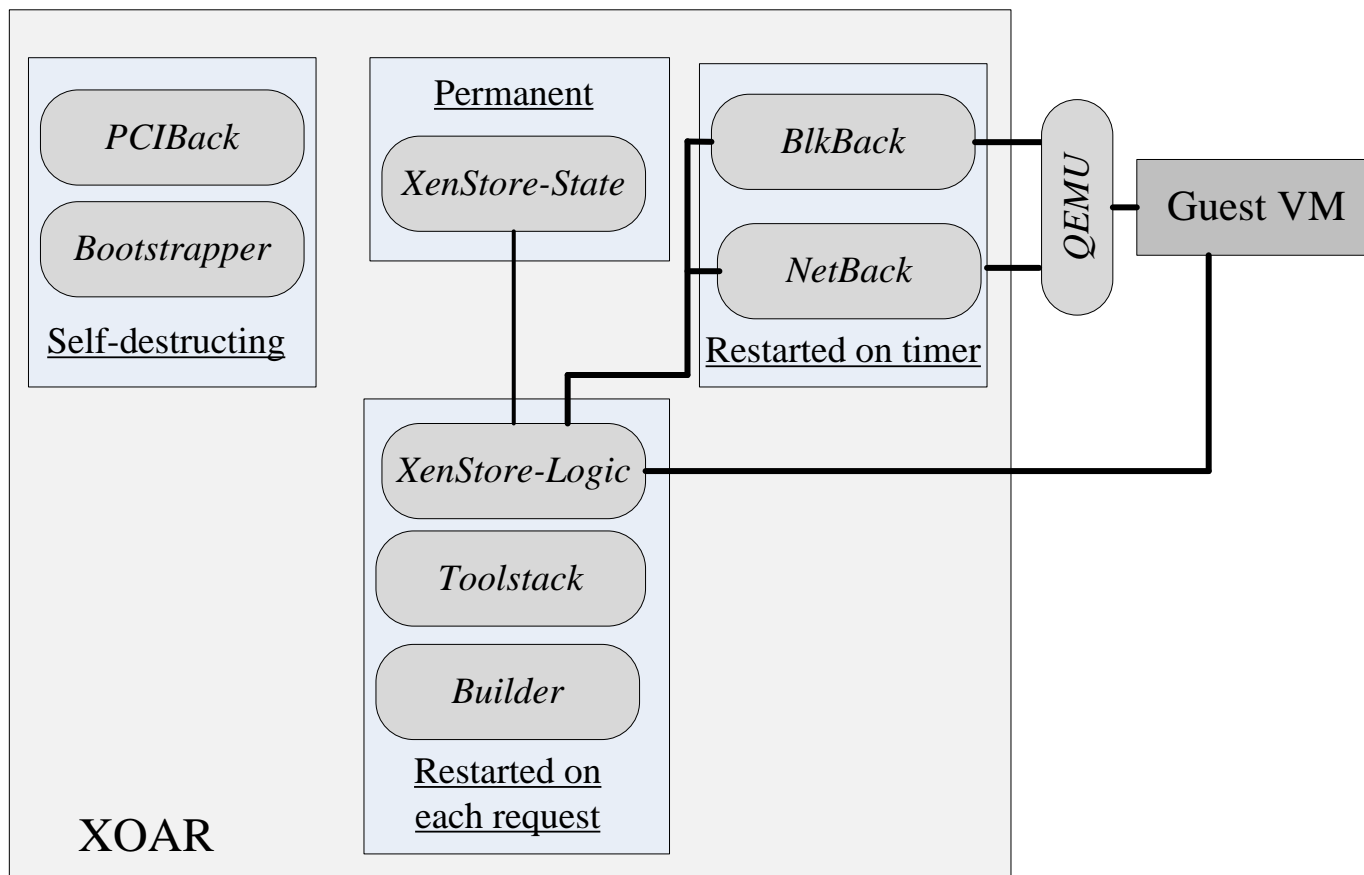 PCIBack
Bootstrapper
Self-destructing
Permanent
XenStore-State
BlkBack
NetBack
Restarted on timer
QEMU
Guest VM
XenStore-Logic
Toolstack
Builder
Restarted on
each request
XOAR